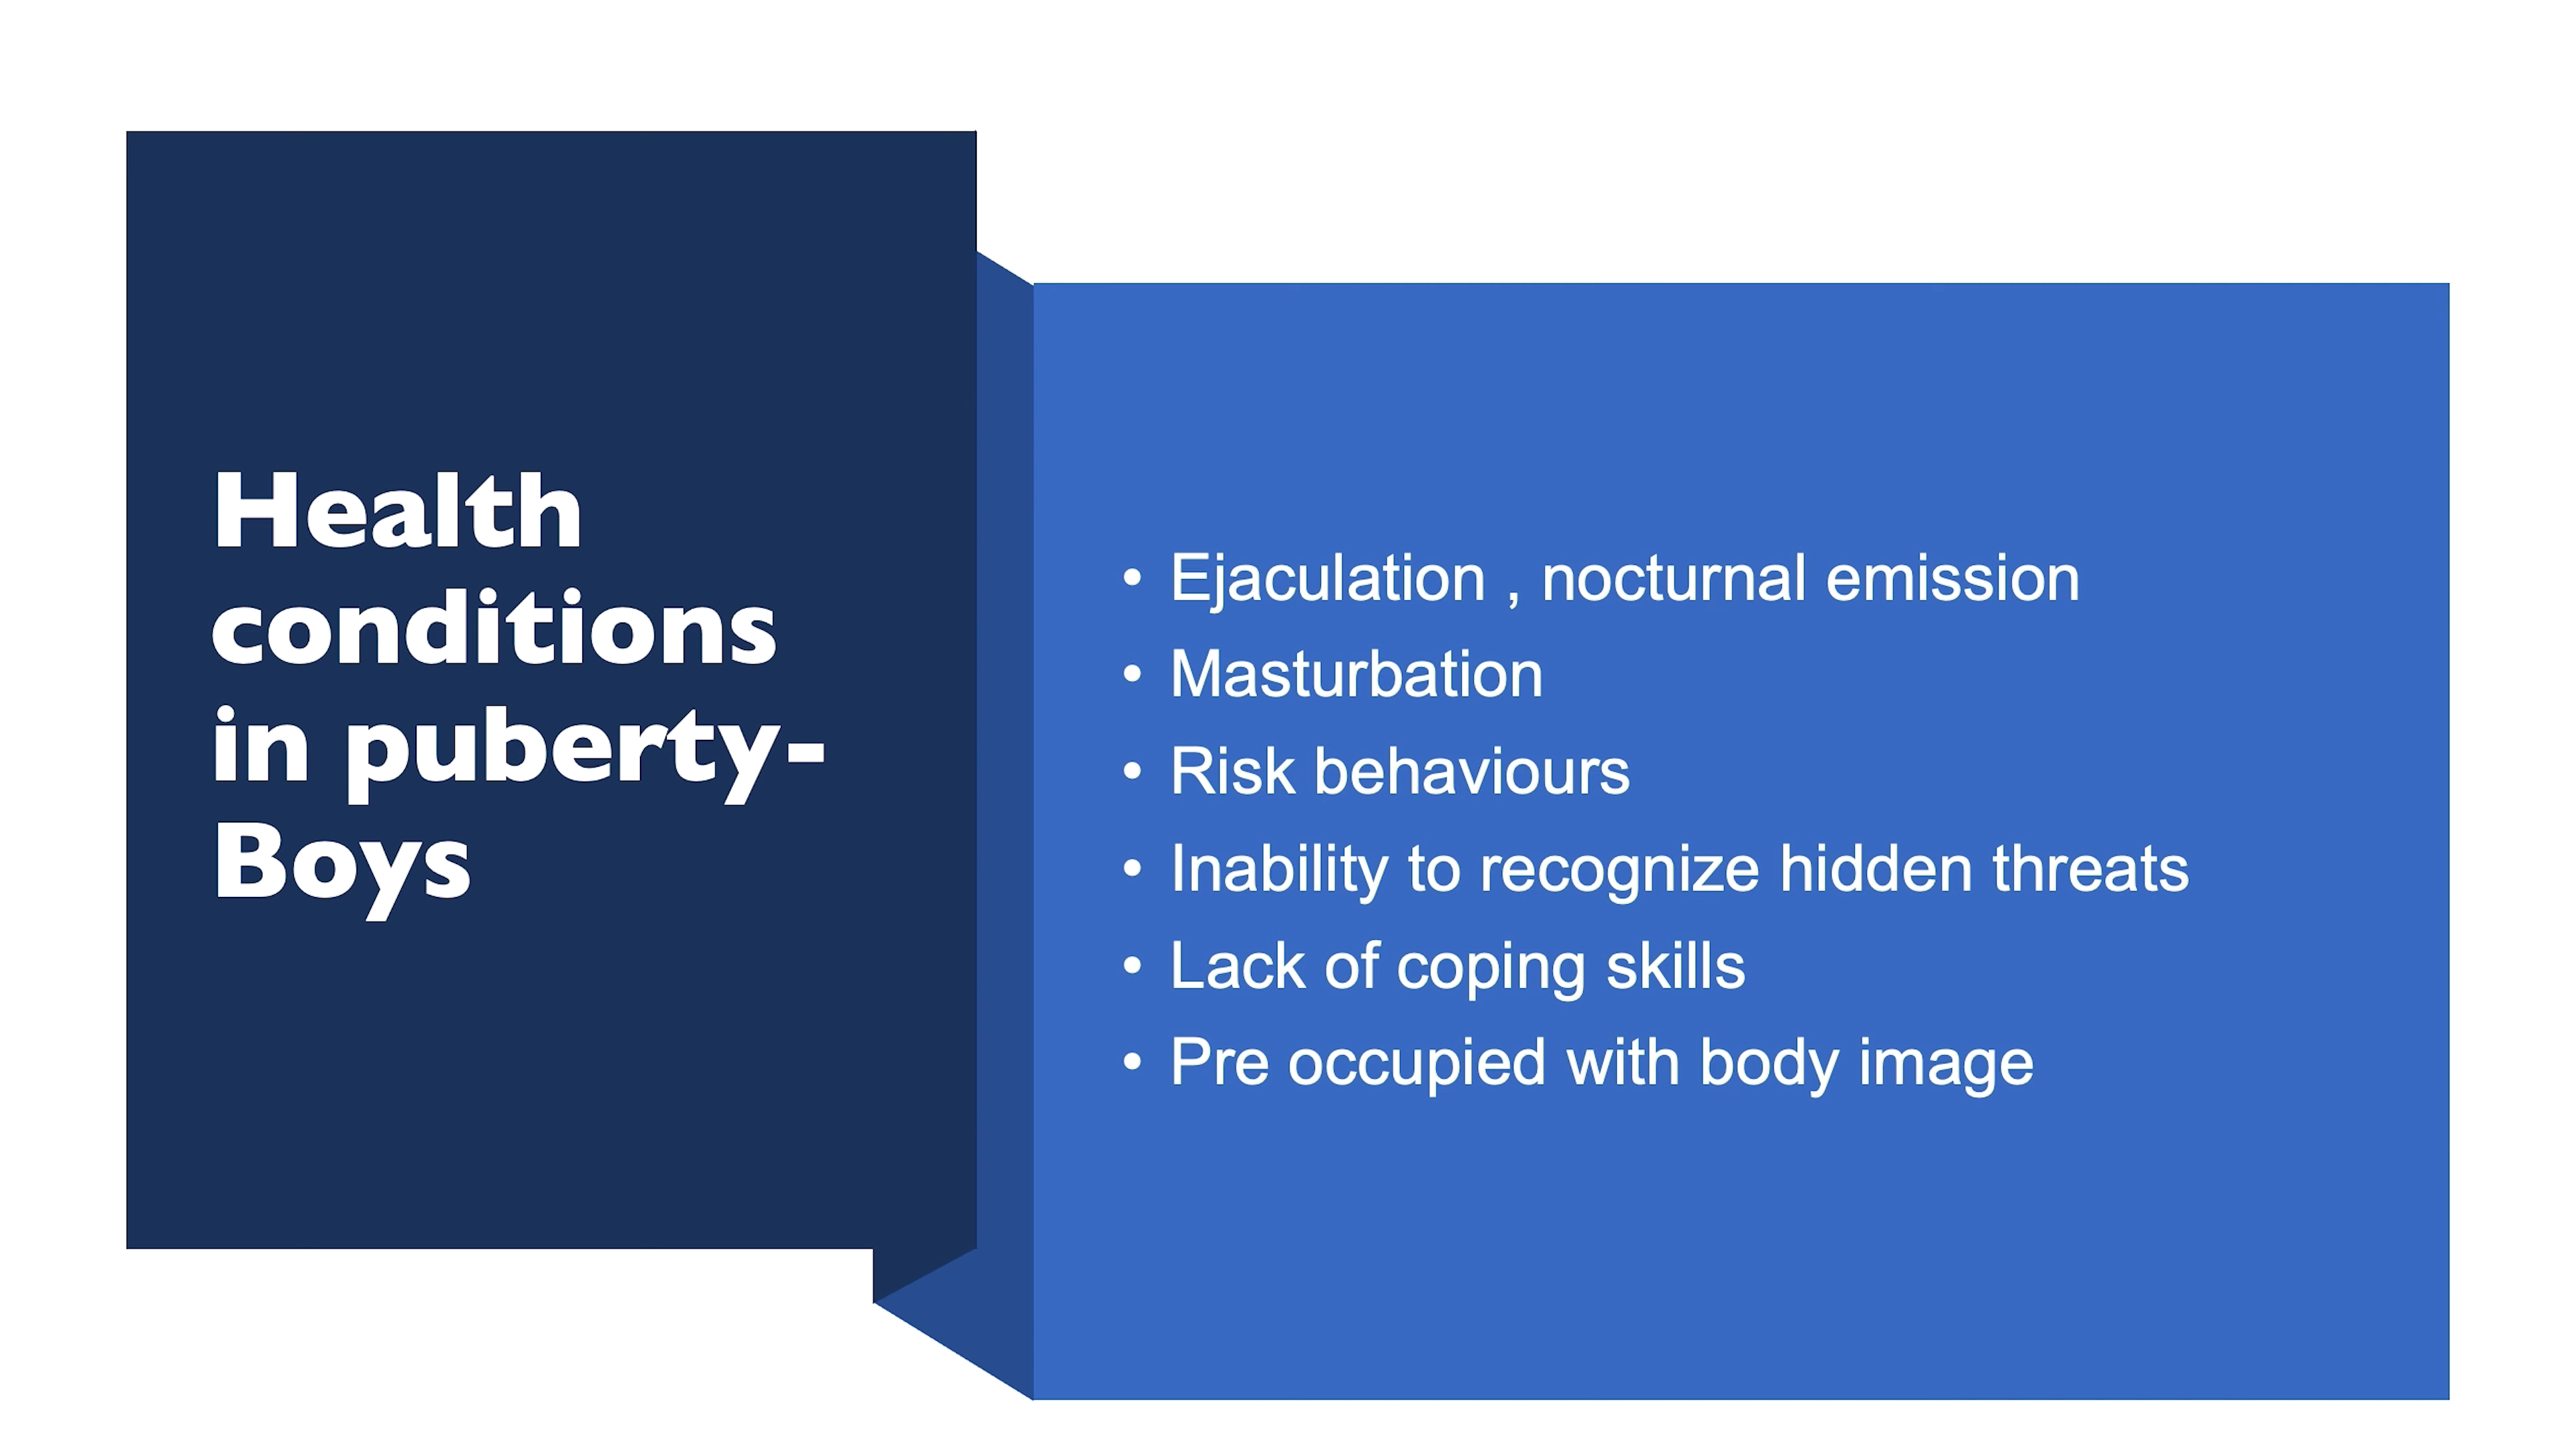 Health
conditions
in puberty-
Boys
• Ejaculation , nocturnal emission
• Masturbation
• Risk behaviours
• Inability to recognize hidden threats
• Lack of coping skills
• Pre occupied with body image